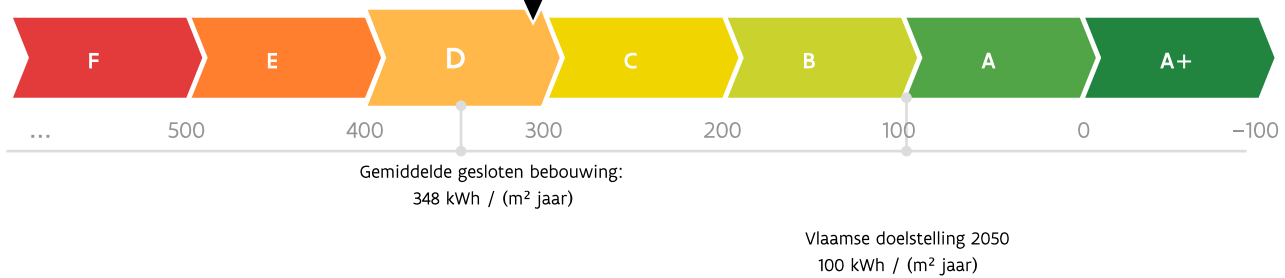 F E D C B A A+
... 500 400 300 200 100 0 –100
Gemiddelde gesloten bebouwing:
348 kWh / (m² jaar)
Vlaamse doelstelling 2050
100 kWh / (m² jaar)